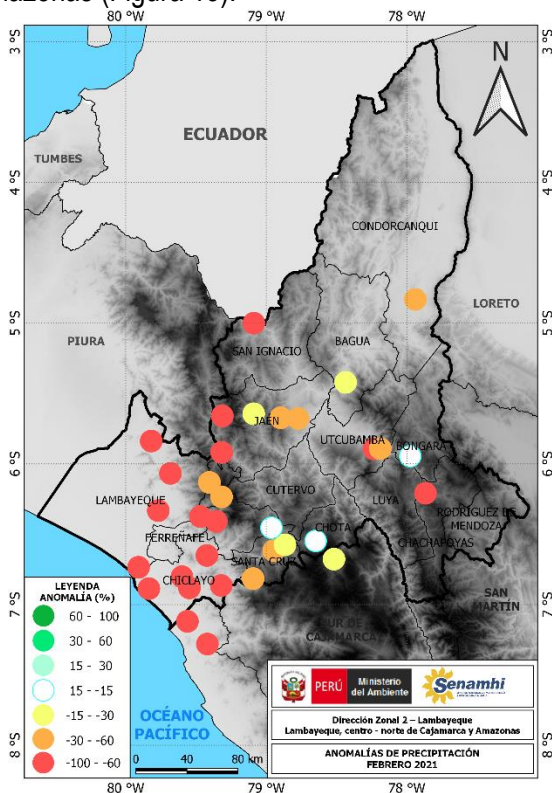 80 °W
79 °W
78 °W
3 °S
3 °S
N
ECUADOR
TUMBES
4 °S
4 °S
CONDORCANQUI
LORETO
5 °S
5 °S
PIURA
SAN IGNACIO
BAGUA
JAEN
UTCUBAMBA
BONGARA
6 °S
6 °S
CUTERVO
LAMBAYEQUE
LUYA
RODRIGUEZ DE
MENDOZA
FERREÑAFE
CHOTA
CHACHAPOYAS
SANTA CRUZ
CHICLAYO
SAN
MARTÍN
7 °S
7 °S
SUR DE
CAJAMARCA
LEYENDA
ANOMALÍA (%)
60 - 100
30 - 60
15 - 30
15 - -15
-15 - -30
-30 - -60
-100 - -60
OCÉANO
PACÍFICO
0 40 80 km
PERÚ
Ministerio
del Ambiente
Senamhi
Dirección Zonal 2 – Lambayeque
Lambayeque, centro - norte de Cajamarca y Amazonas
ANOMALÍAS DE PRECIPITACIÓN
FEBRERO 2021
8 °S
8 °S
80 °W
79 °W
78 °W